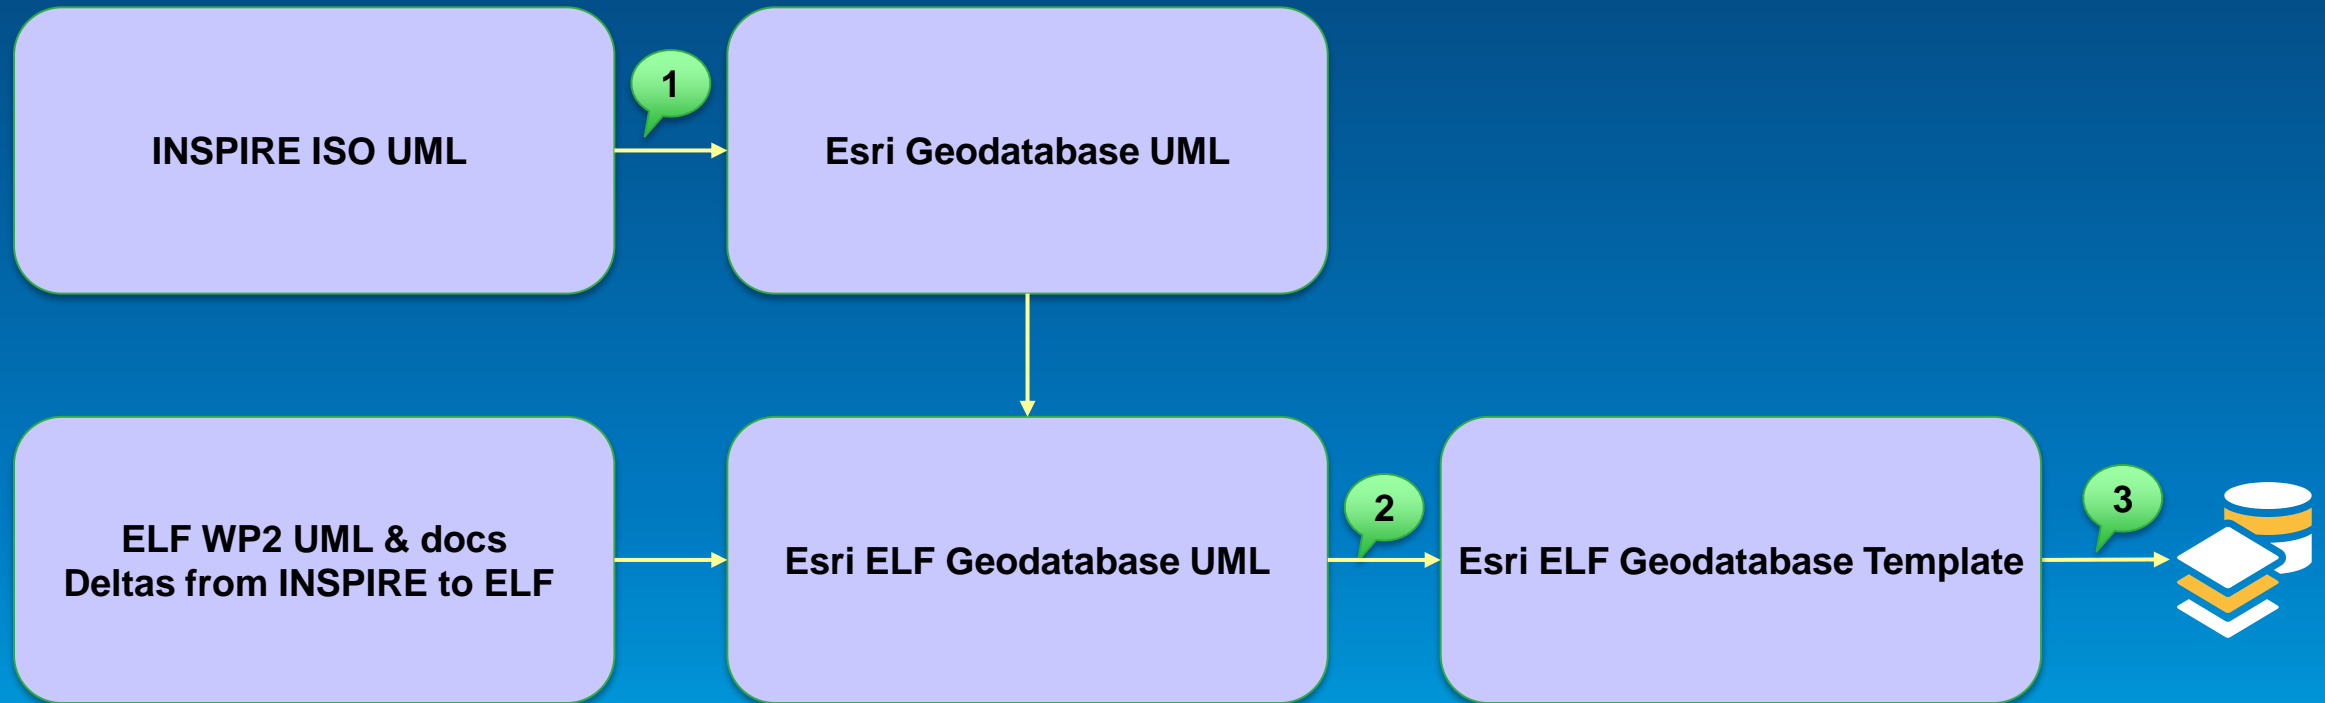 INSPIRE ISO UML
1
Esri Geodatabase UML
ELF WP2 UML & docs
Deltas from INSPIRE to ELF
Esri ELF Geodatabase UML
2
Esri ELF Geodatabase Template
3